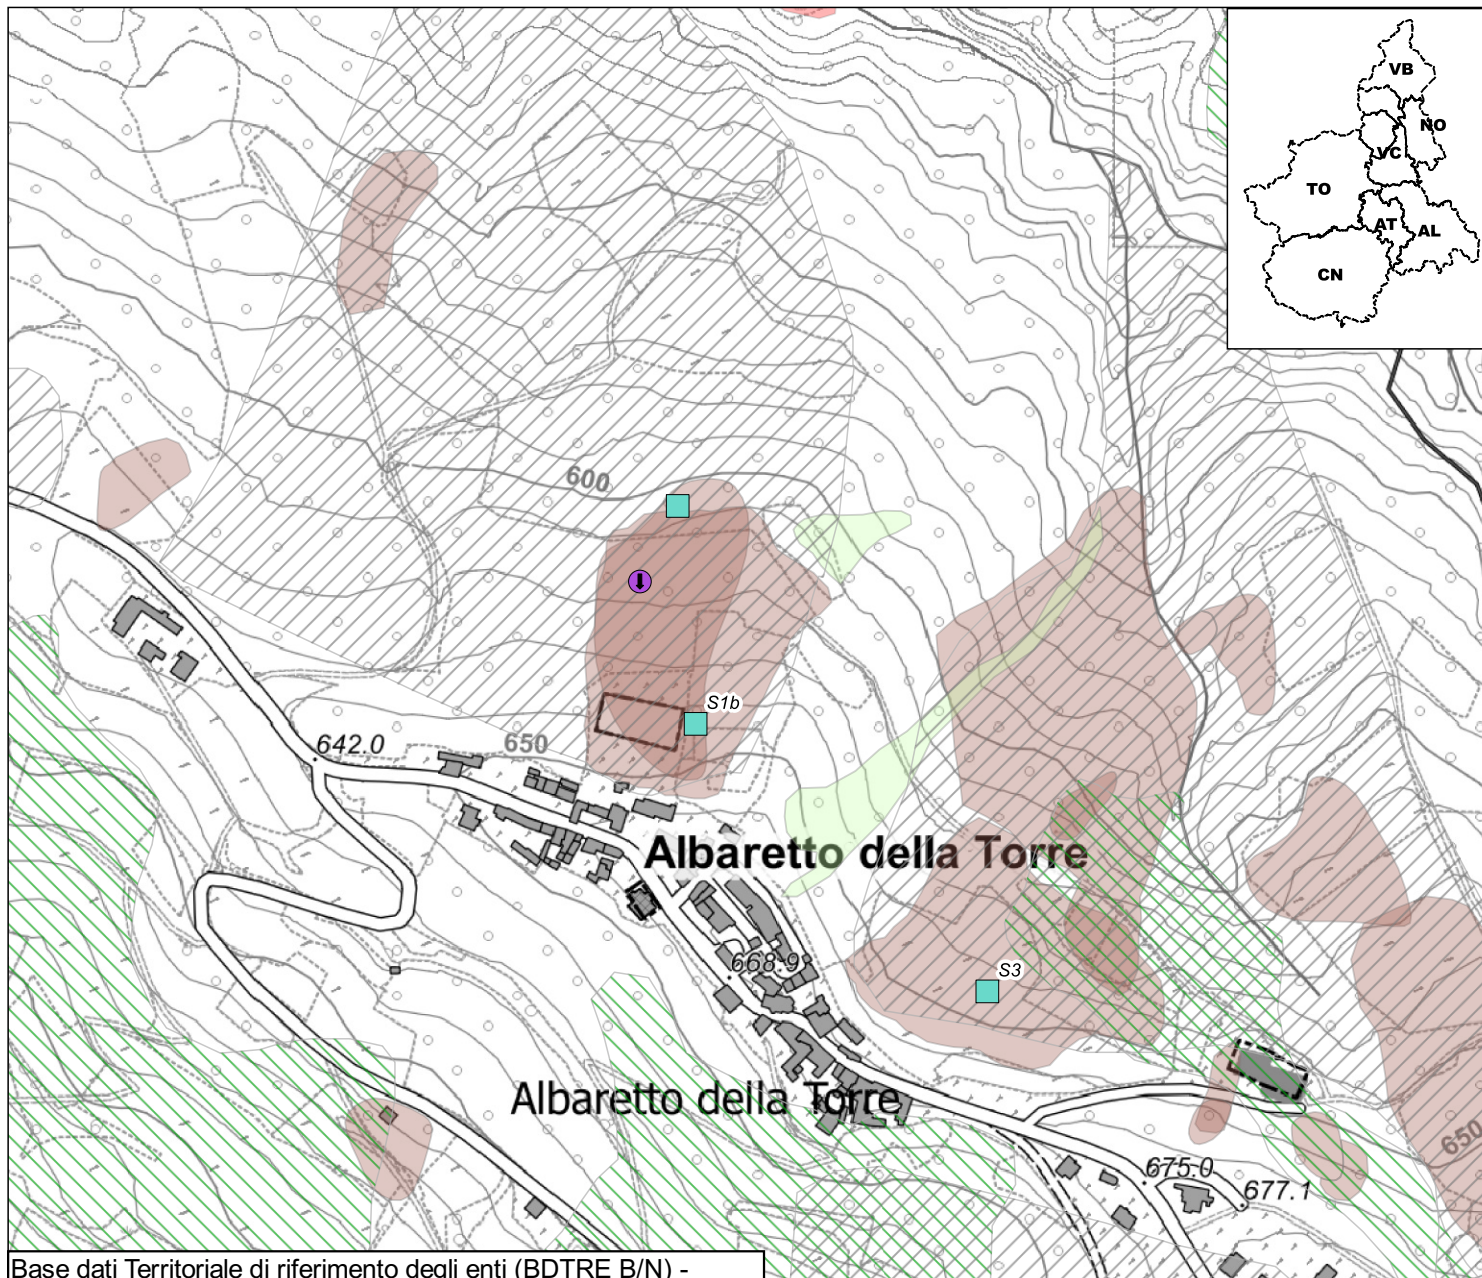 VB
NO
VC
TO
AT
AL
CN
600
S1b
642.0
650
Albaretto della Torre
668.9
S3
Albaretto della Torre
650
675.0
677.1
Base dati Territoriale di riferimento degli enti (BDTRE B/N) -